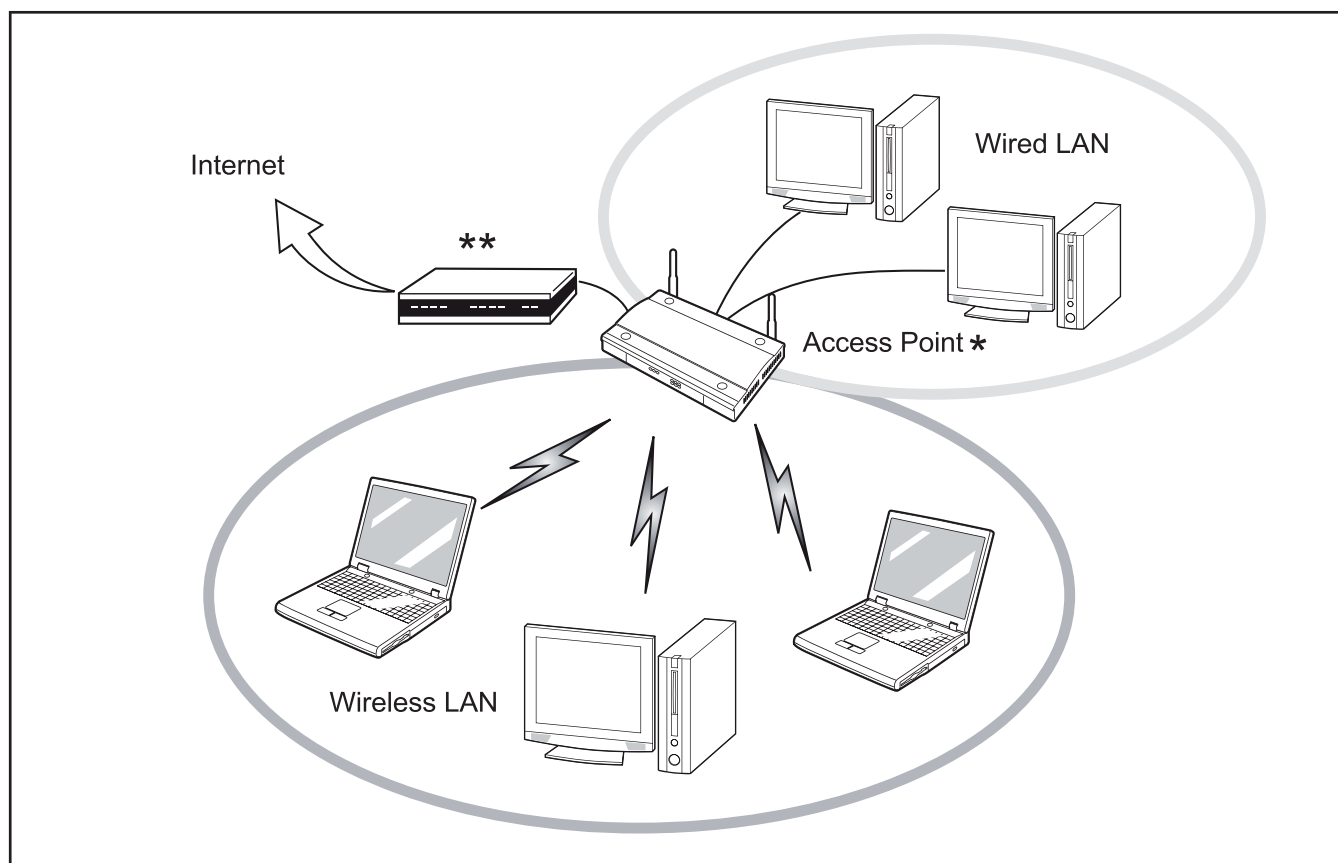 Internet
**
Wired LAN
Access Point *
Wireless LAN